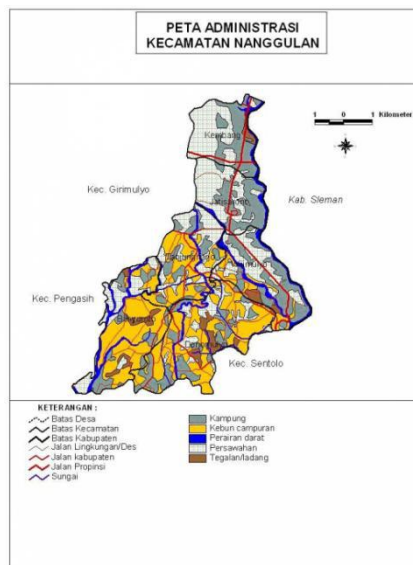 PETA ADMINISTRASI
KECAMATAN NANGGULAN
1 0 1 Kilometer
Kembang
Kec. Girimulyo
Kab. Sleman
Kec. Pengasih
Kec. Sentolo
KETERANGAN :
Batas Desa
Batas Kecamatan
Batas Kabupaten
Jalan Lingkungan/Des
Jalan kabupaten
Jalan Propinsi
Sungai
Kampung
Kebun campuran
Perairan darat
Persawahan
Tegalan/ladang